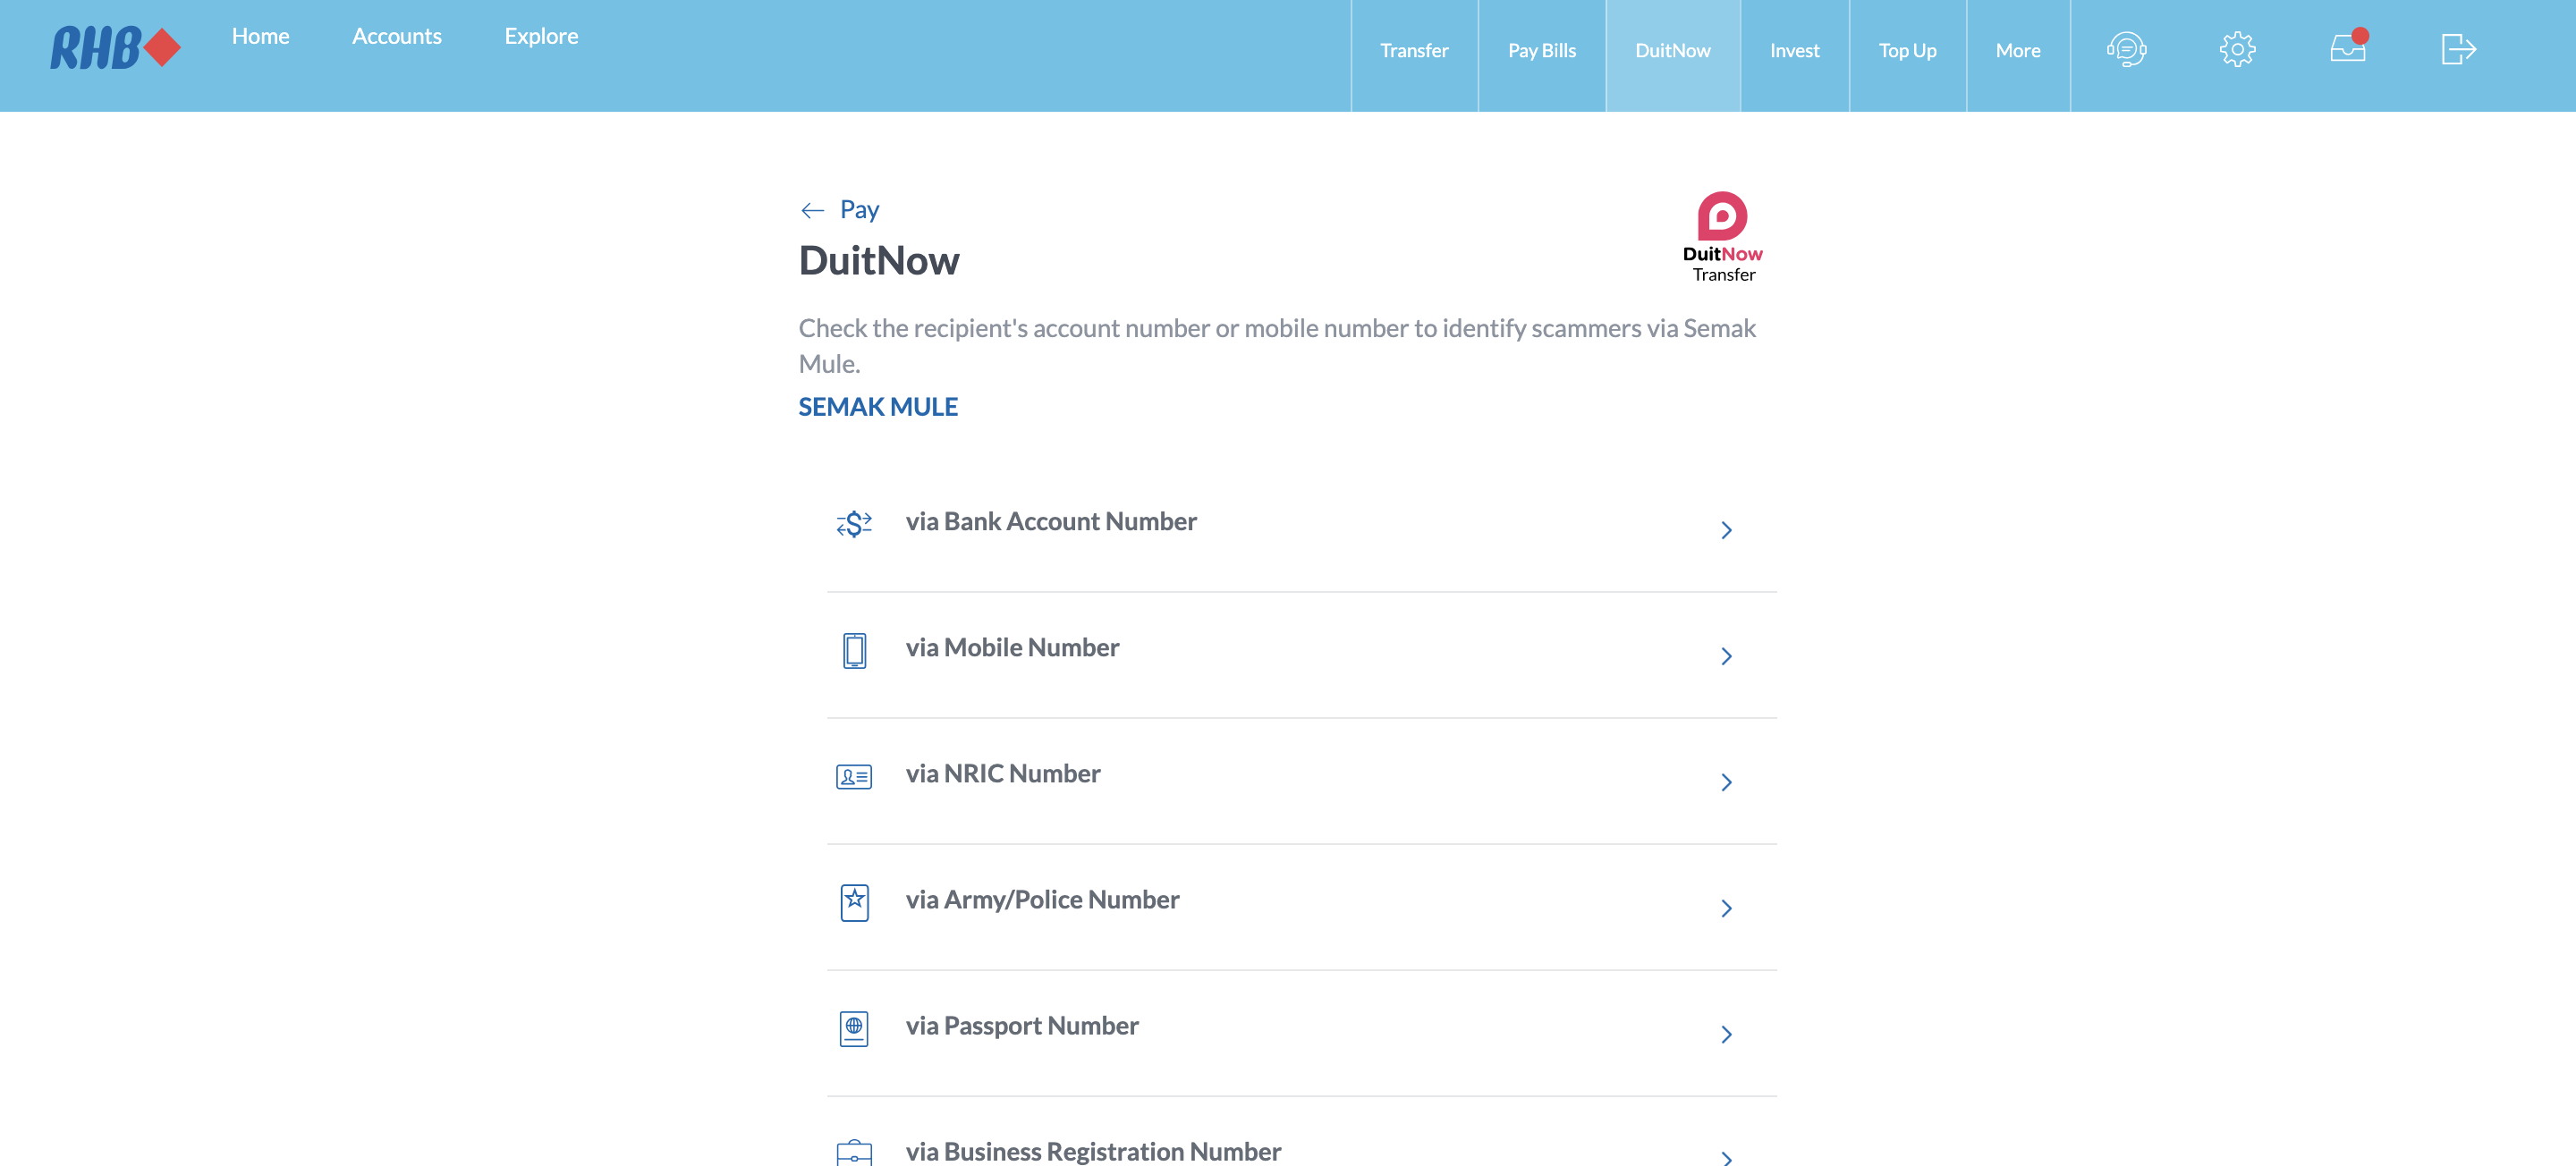 RHB
Home
Accounts
Explore
Transfer
Pay Bills
DuitNow
Invest
Top Up
More
Pay
DuitNow
DuitNow
Transfer
Check the recipient's account number or mobile number to identify scammers via Semak
Mule.
SEMAK MULE
via Bank Account Number
via Mobile Number
via NRIC Number
via Army/Police Number
via Passport Number
via Business Registration Number